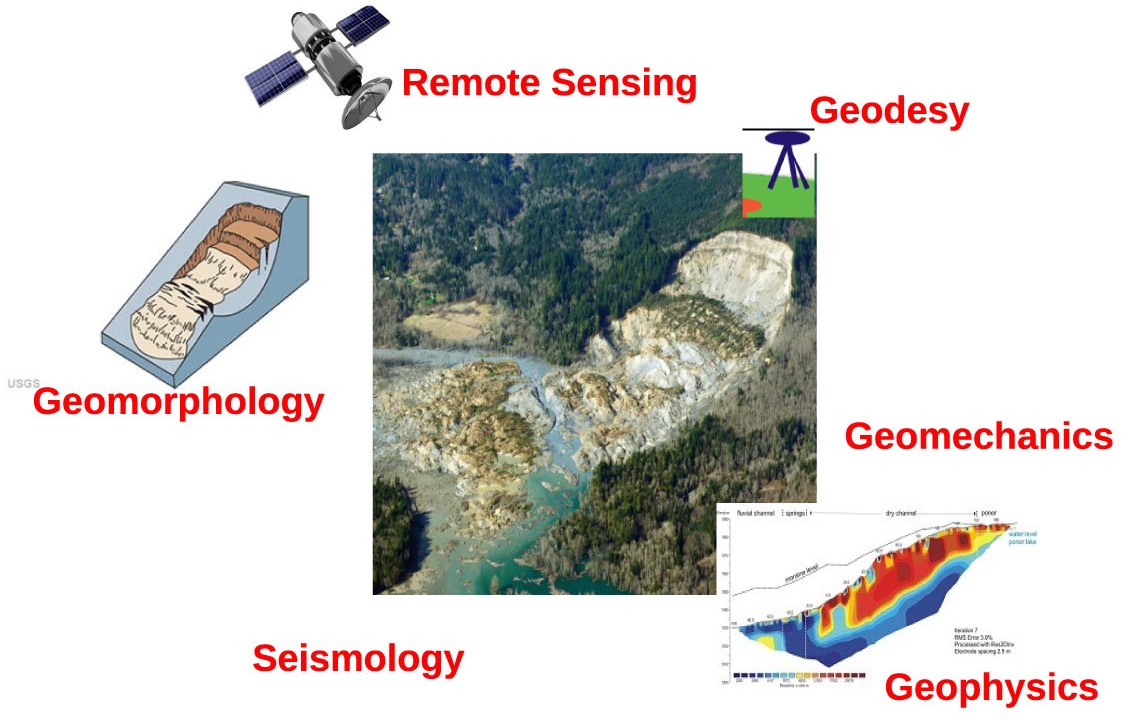 Remote Sensing
Geodesy
USGS
Geomorphology
Geomechanics
fluvial channel springs dry channel ponor
water level
ponor lake
moraine level
Iteration 7
RMS Error 3.9%
Processed with Res2DInv
Electrode spacing 2.5 m
Seismology
Geophysics